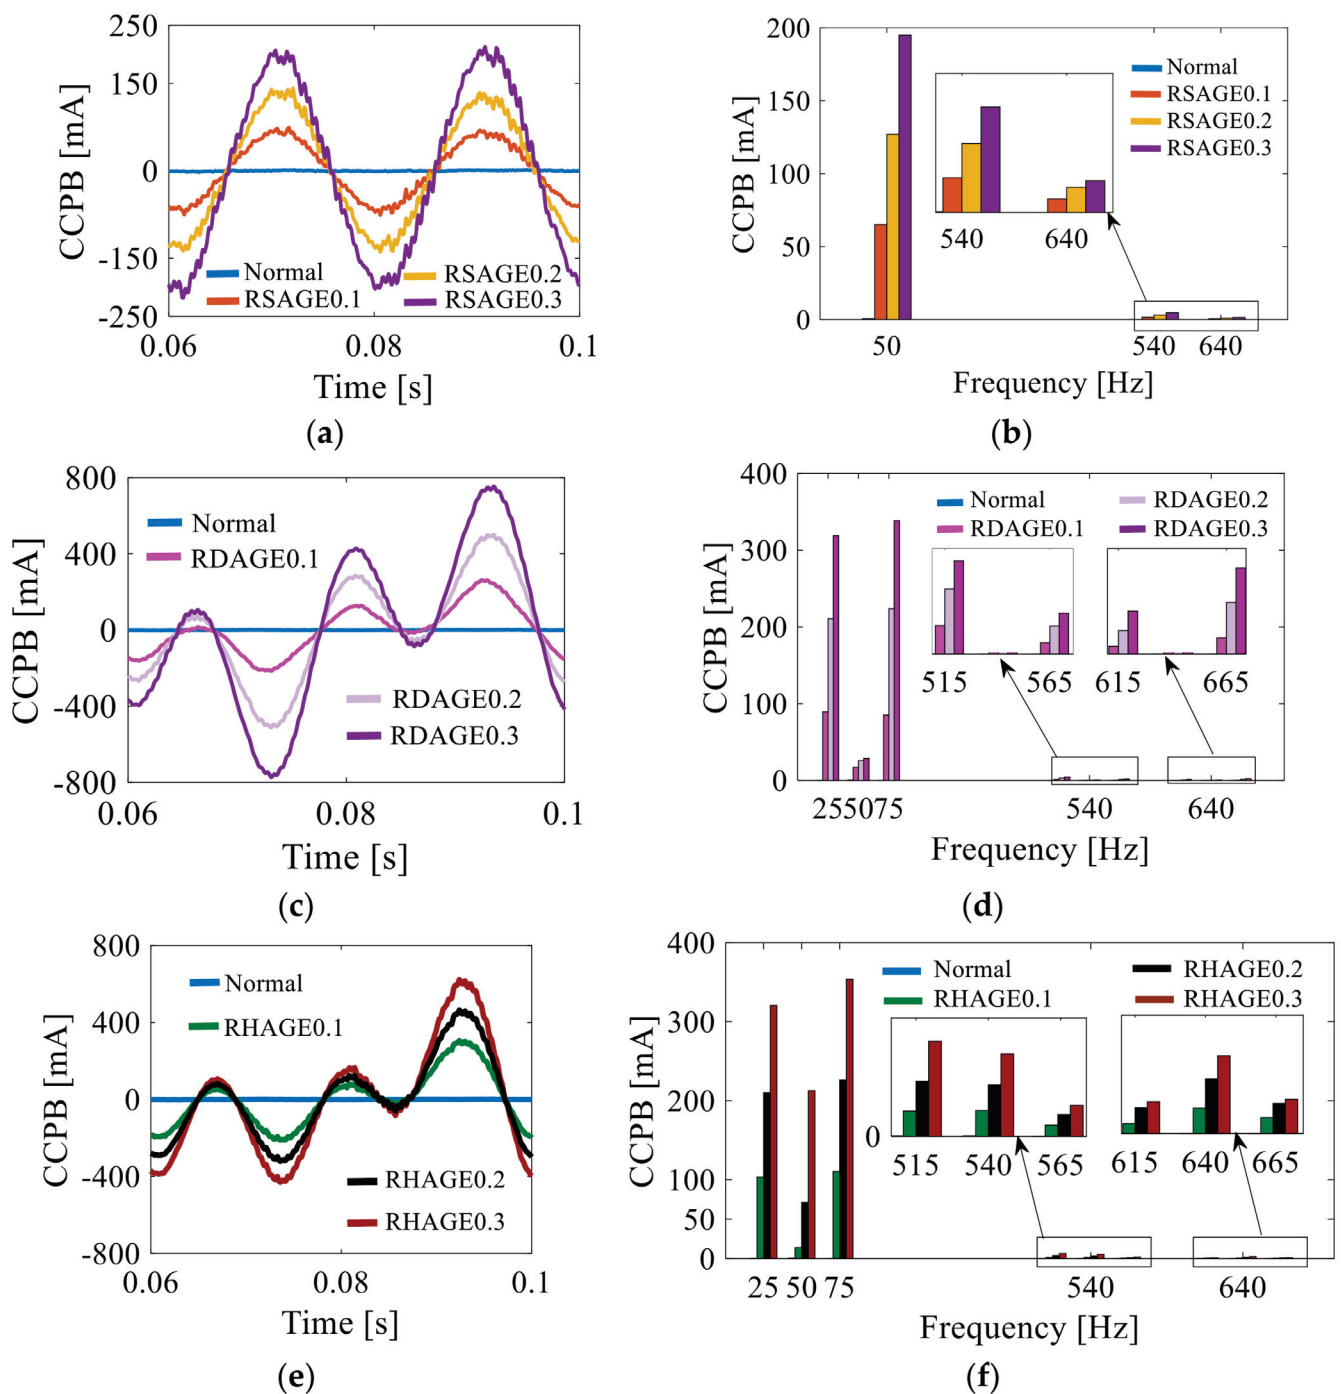 250
150
0
-150
-250
CCPB [mA]
Normal
RSAGE0.1
RSAGE0.2
RSAGE0.3
0.06
0.08
0.1
Time [s]
(a)
200
150
100
50
0
CCPB [mA]
Normal
RSAGE0.1
RSAGE0.2
RSAGE0.3
540
640
50
540
640
Frequency [Hz]
(b)
800
400
0
-400
-800
CCPB [mA]
Normal
RDAGE0.1
RDAGE0.2
RDAGE0.3
0.06
0.08
0.1
Time [s]
(c)
400
300
200
100
0
CCPB [mA]
Normal
RDAGE0.1
RDAGE0.2
RDAGE0.3
515
565
615
665
255075
540
640
Frequency [Hz]
(d)
800
400
0
-400
-800
CCPB [mA]
Normal
RHAGE0.1
RHAGE0.2
RHAGE0.3
0.06
0.08
0.1
Time [s]
(e)
400
300
200
100
50
0
CCPB [mA]
Normal
RHAGE0.1
RHAGE0.2
RHAGE0.3
0
515
540
565
615
640
665
25 50 75
540
640
Frequency [Hz]
(f)